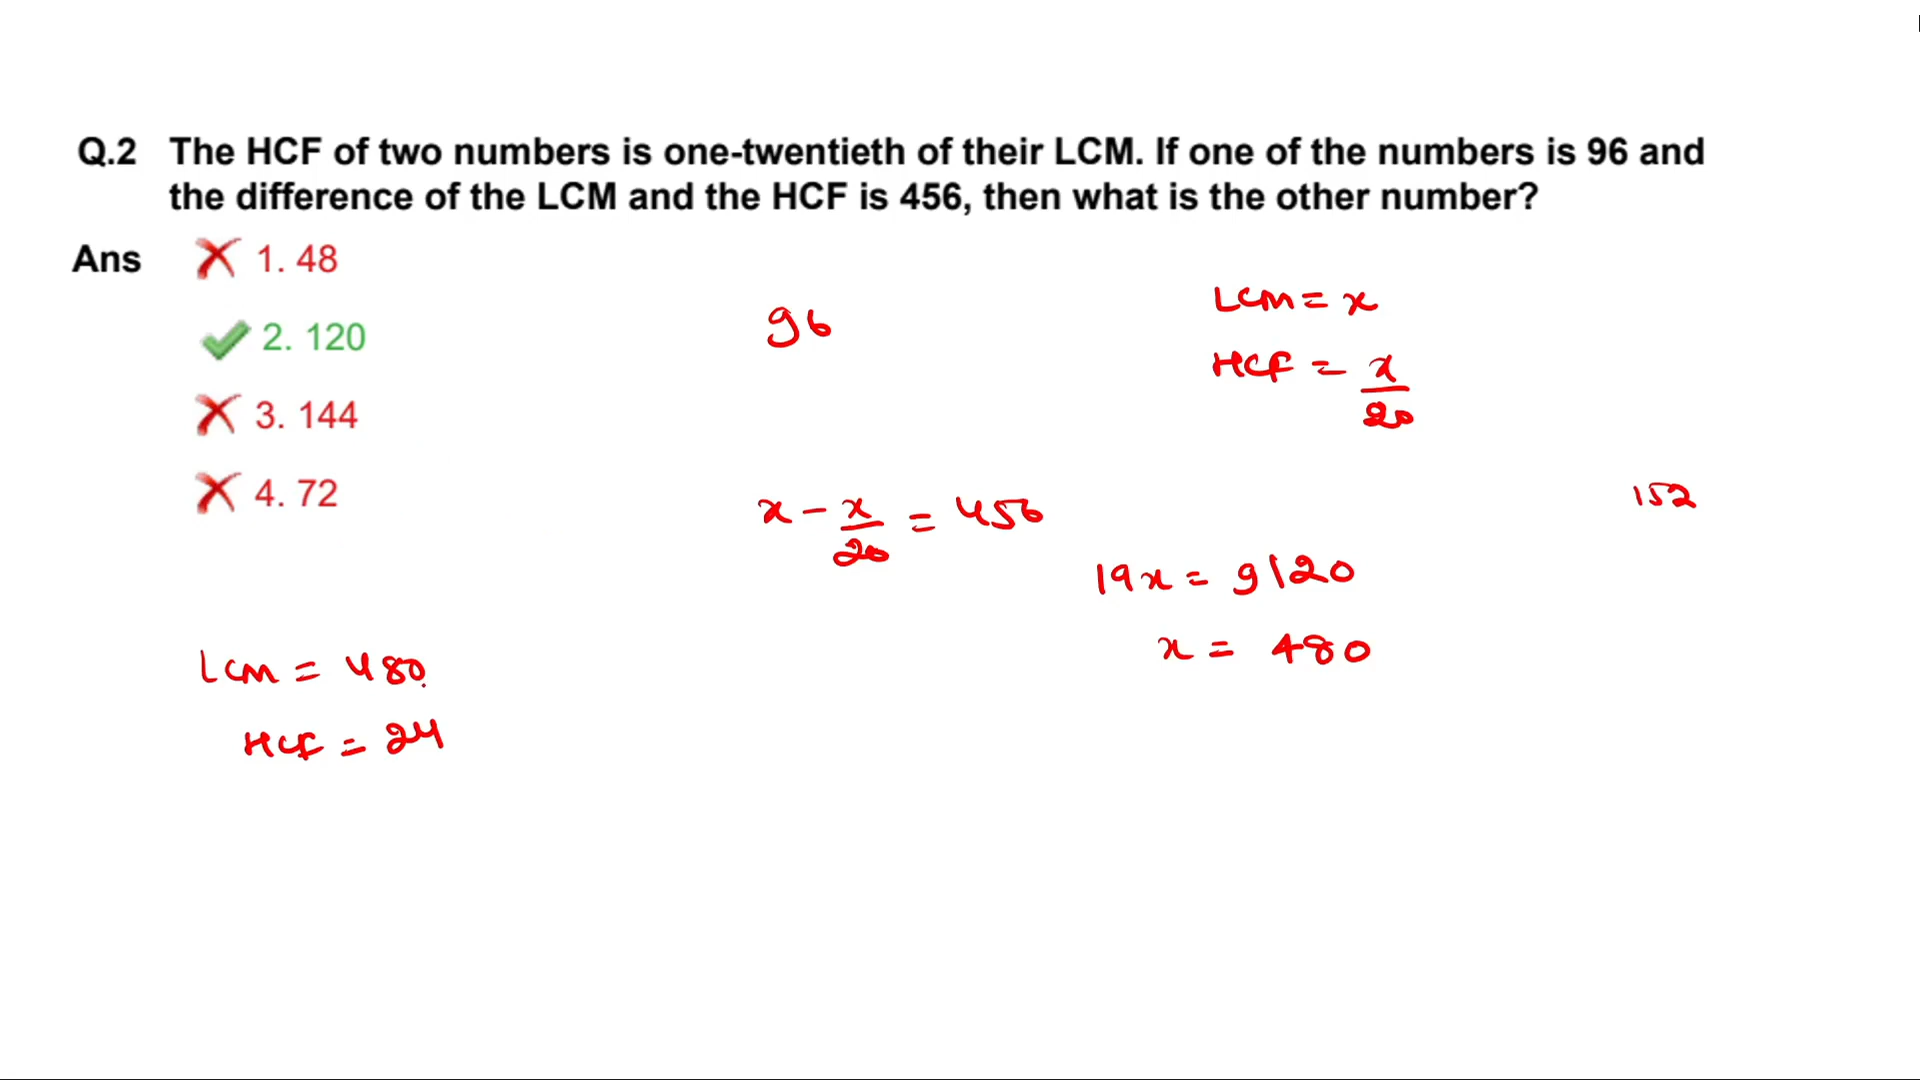 Q.2 The HCF of two numbers is one-twentieth of their LCM. If one of the numbers is 96 and
the difference of the LCM and the HCF is 456, then what is the other number?
Ans 1. 48
2. 120
3. 144
4. 72
96
LCM = x
HCF = x/20
x - x/20 = 456
152
19x = 9120
x = 480
LCM = 480
HCF = 24